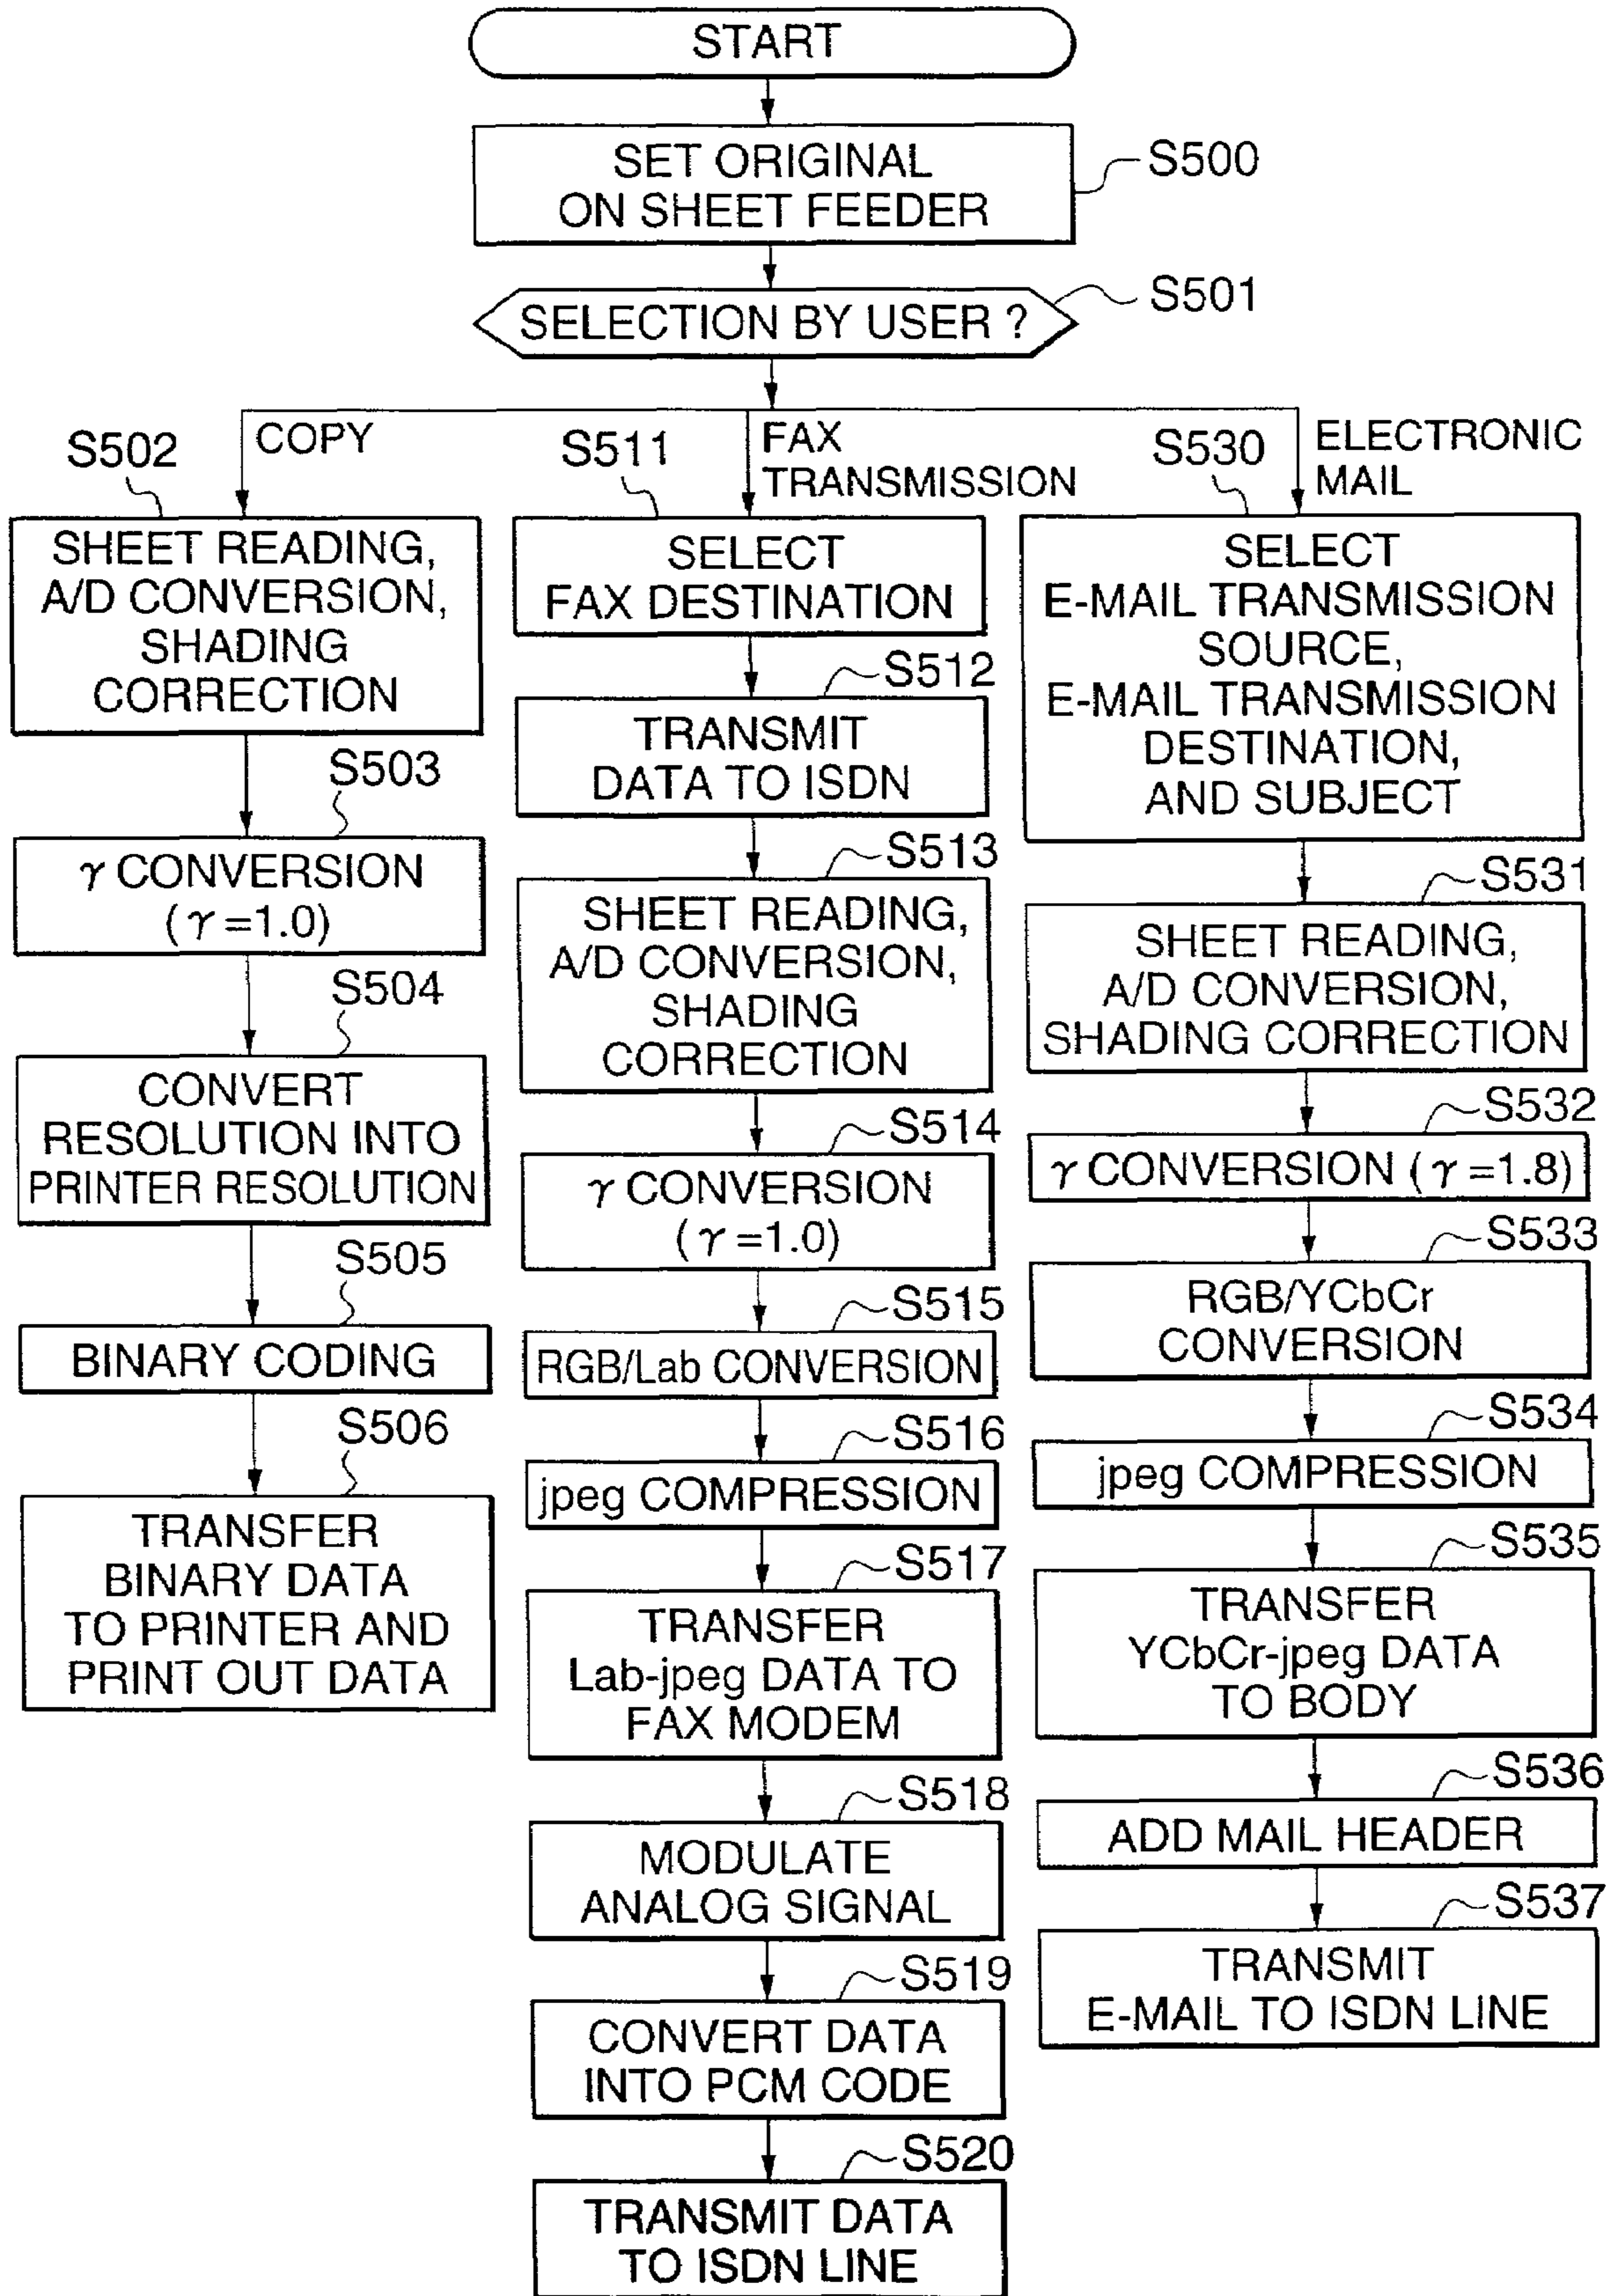 START
SET ORIGINAL
ON SHEET FEEDER
S500
SELECTION BY USER ?
S501
COPY
S502
SHEET READING,
A/D CONVERSION,
SHADING
CORRECTION
S503
γ CONVERSION
(γ=1.0)
S504
CONVERT
RESOLUTION INTO
PRINTER RESOLUTION
S505
BINARY CODING
S506
TRANSFER
BINARY DATA
TO PRINTER AND
PRINT OUT DATA
FAX
TRANSMISSION
S511
SELECT
FAX DESTINATION
S512
TRANSMIT
DATA TO ISDN
S513
SHEET READING,
A/D CONVERSION,
SHADING
CORRECTION
S514
γ CONVERSION
(γ=1.0)
S515
RGB/Lab CONVERSION
S516
jpeg COMPRESSION
S517
TRANSFER
Lab-jpeg DATA TO
FAX MODEM
S518
MODULATE
ANALOG SIGNAL
S519
CONVERT DATA
INTO PCM CODE
S520
TRANSMIT DATA
TO ISDN LINE
ELECTRONIC
MAIL
S530
SELECT
E-MAIL TRANSMISSION
SOURCE,
E-MAIL TRANSMISSION
DESTINATION,
AND SUBJECT
S531
SHEET READING,
A/D CONVERSION,
SHADING CORRECTION
S532
γ CONVERSION (γ=1.8)
S533
RGB/YCbCr
CONVERSION
S534
jpeg COMPRESSION
S535
TRANSFER
YCbCr-jpeg DATA
TO BODY
S536
ADD MAIL HEADER
S537
TRANSMIT
E-MAIL TO ISDN LINE